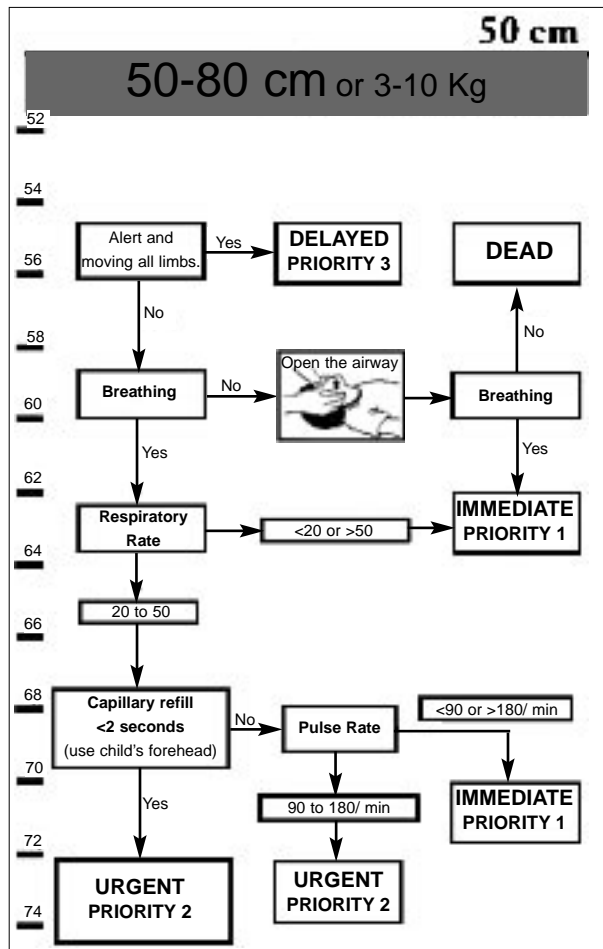 50 cm
50-80 cm or 3-10 Kg
52
54
Alert and
moving all limbs.
Yes
DELAYED
PRIORITY 3
DEAD
56
No
No
58
Open the airway
Breathing
No
Breathing
60
Yes
Yes
62
Respiratory
Rate
<20 or >50
IMMEDIATE
PRIORITY 1
64
20 to 50
66
68
Capillary refill
<2 seconds
(use child's forehead)
No
Pulse Rate
<90 or >180/ min
70
Yes
90 to 180/ min
IMMEDIATE
PRIORITY 1
72
URGENT
PRIORITY 2
URGENT
PRIORITY 2
74